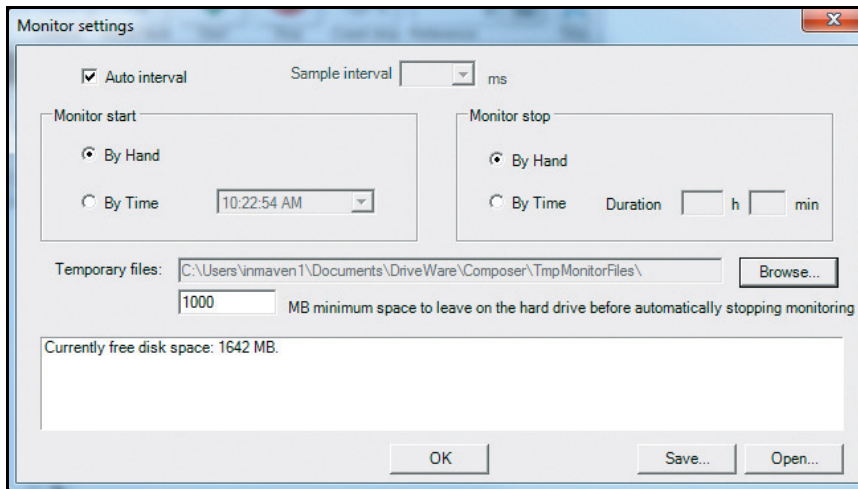 Monitor settings
Auto interval
Sample interval
ms
Monitor start
By Hand
By Time
10:22:54 AM
Monitor stop
By Hand
By Time
Duration
h
min
Temporary files:
C:\Users\inmaven1\Documents\DriveWare\Composer\TmpMonitorFiles\
Browse...
1000
MB minimum space to leave on the hard drive before automatically stopping monitoring
Currently free disk space: 1642 MB.
OK
Save...
Open...